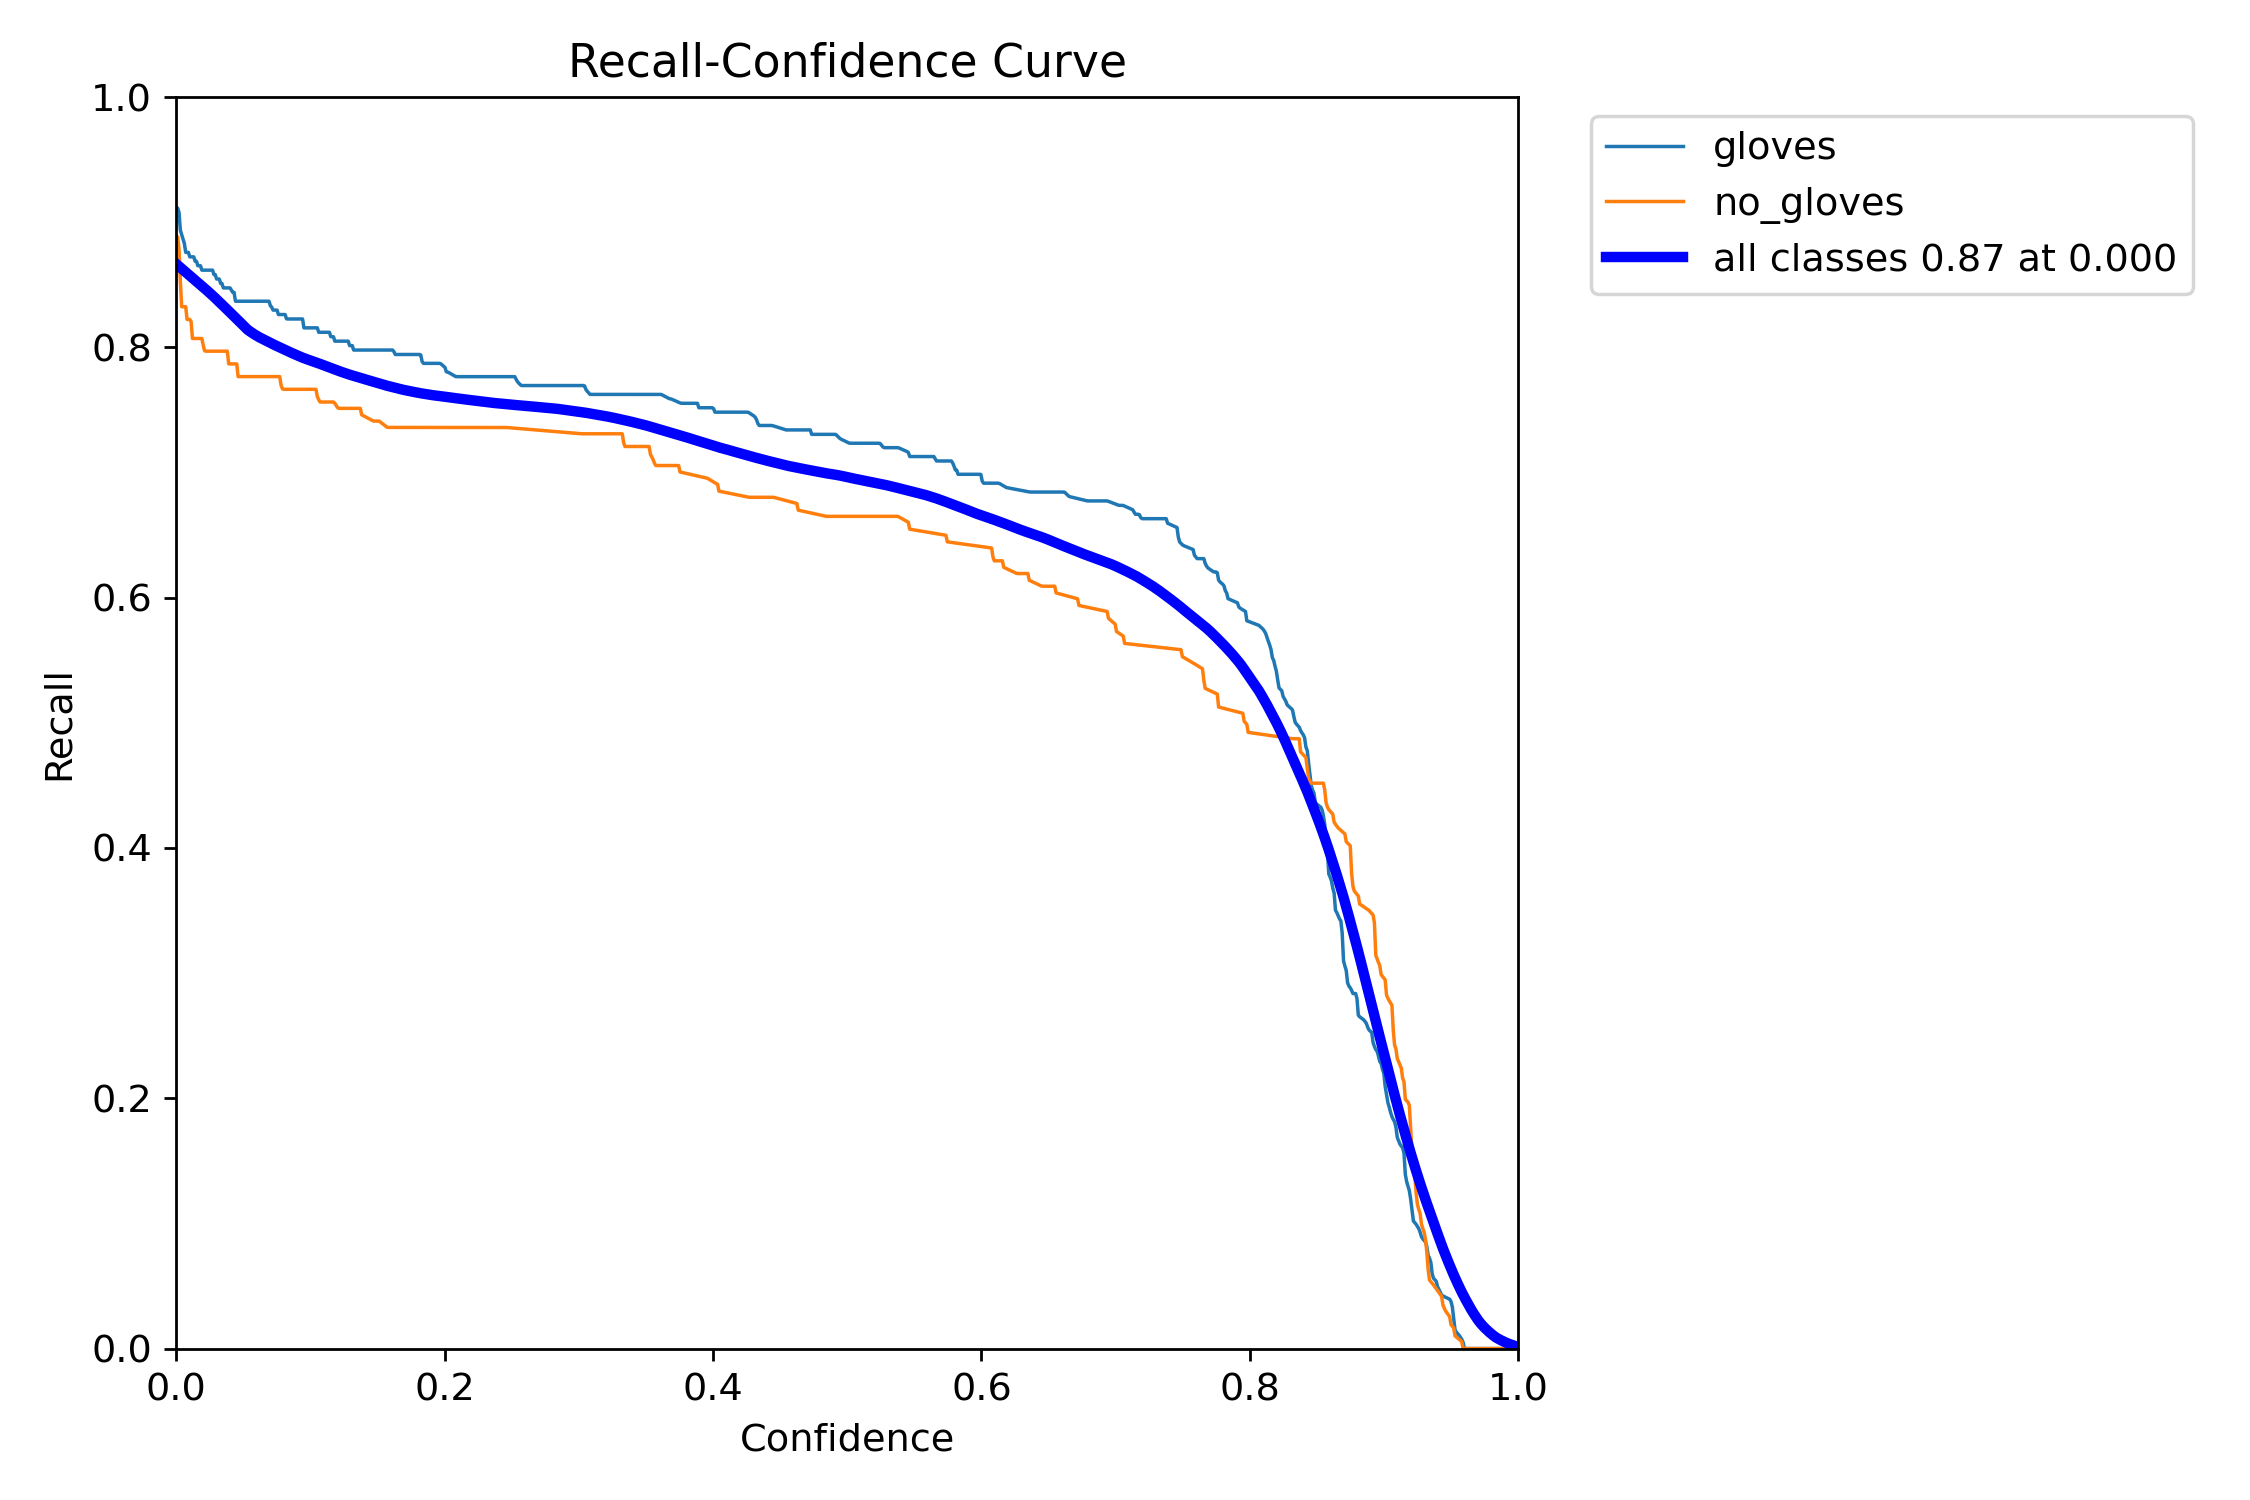 Recall-Confidence Curve
1.0
0.8
0.6
0.4
0.2
0.0
Recall
0.0 0.2 0.4 0.6 0.8 1.0
Confidence
gloves
no_gloves
all classes 0.87 at 0.000